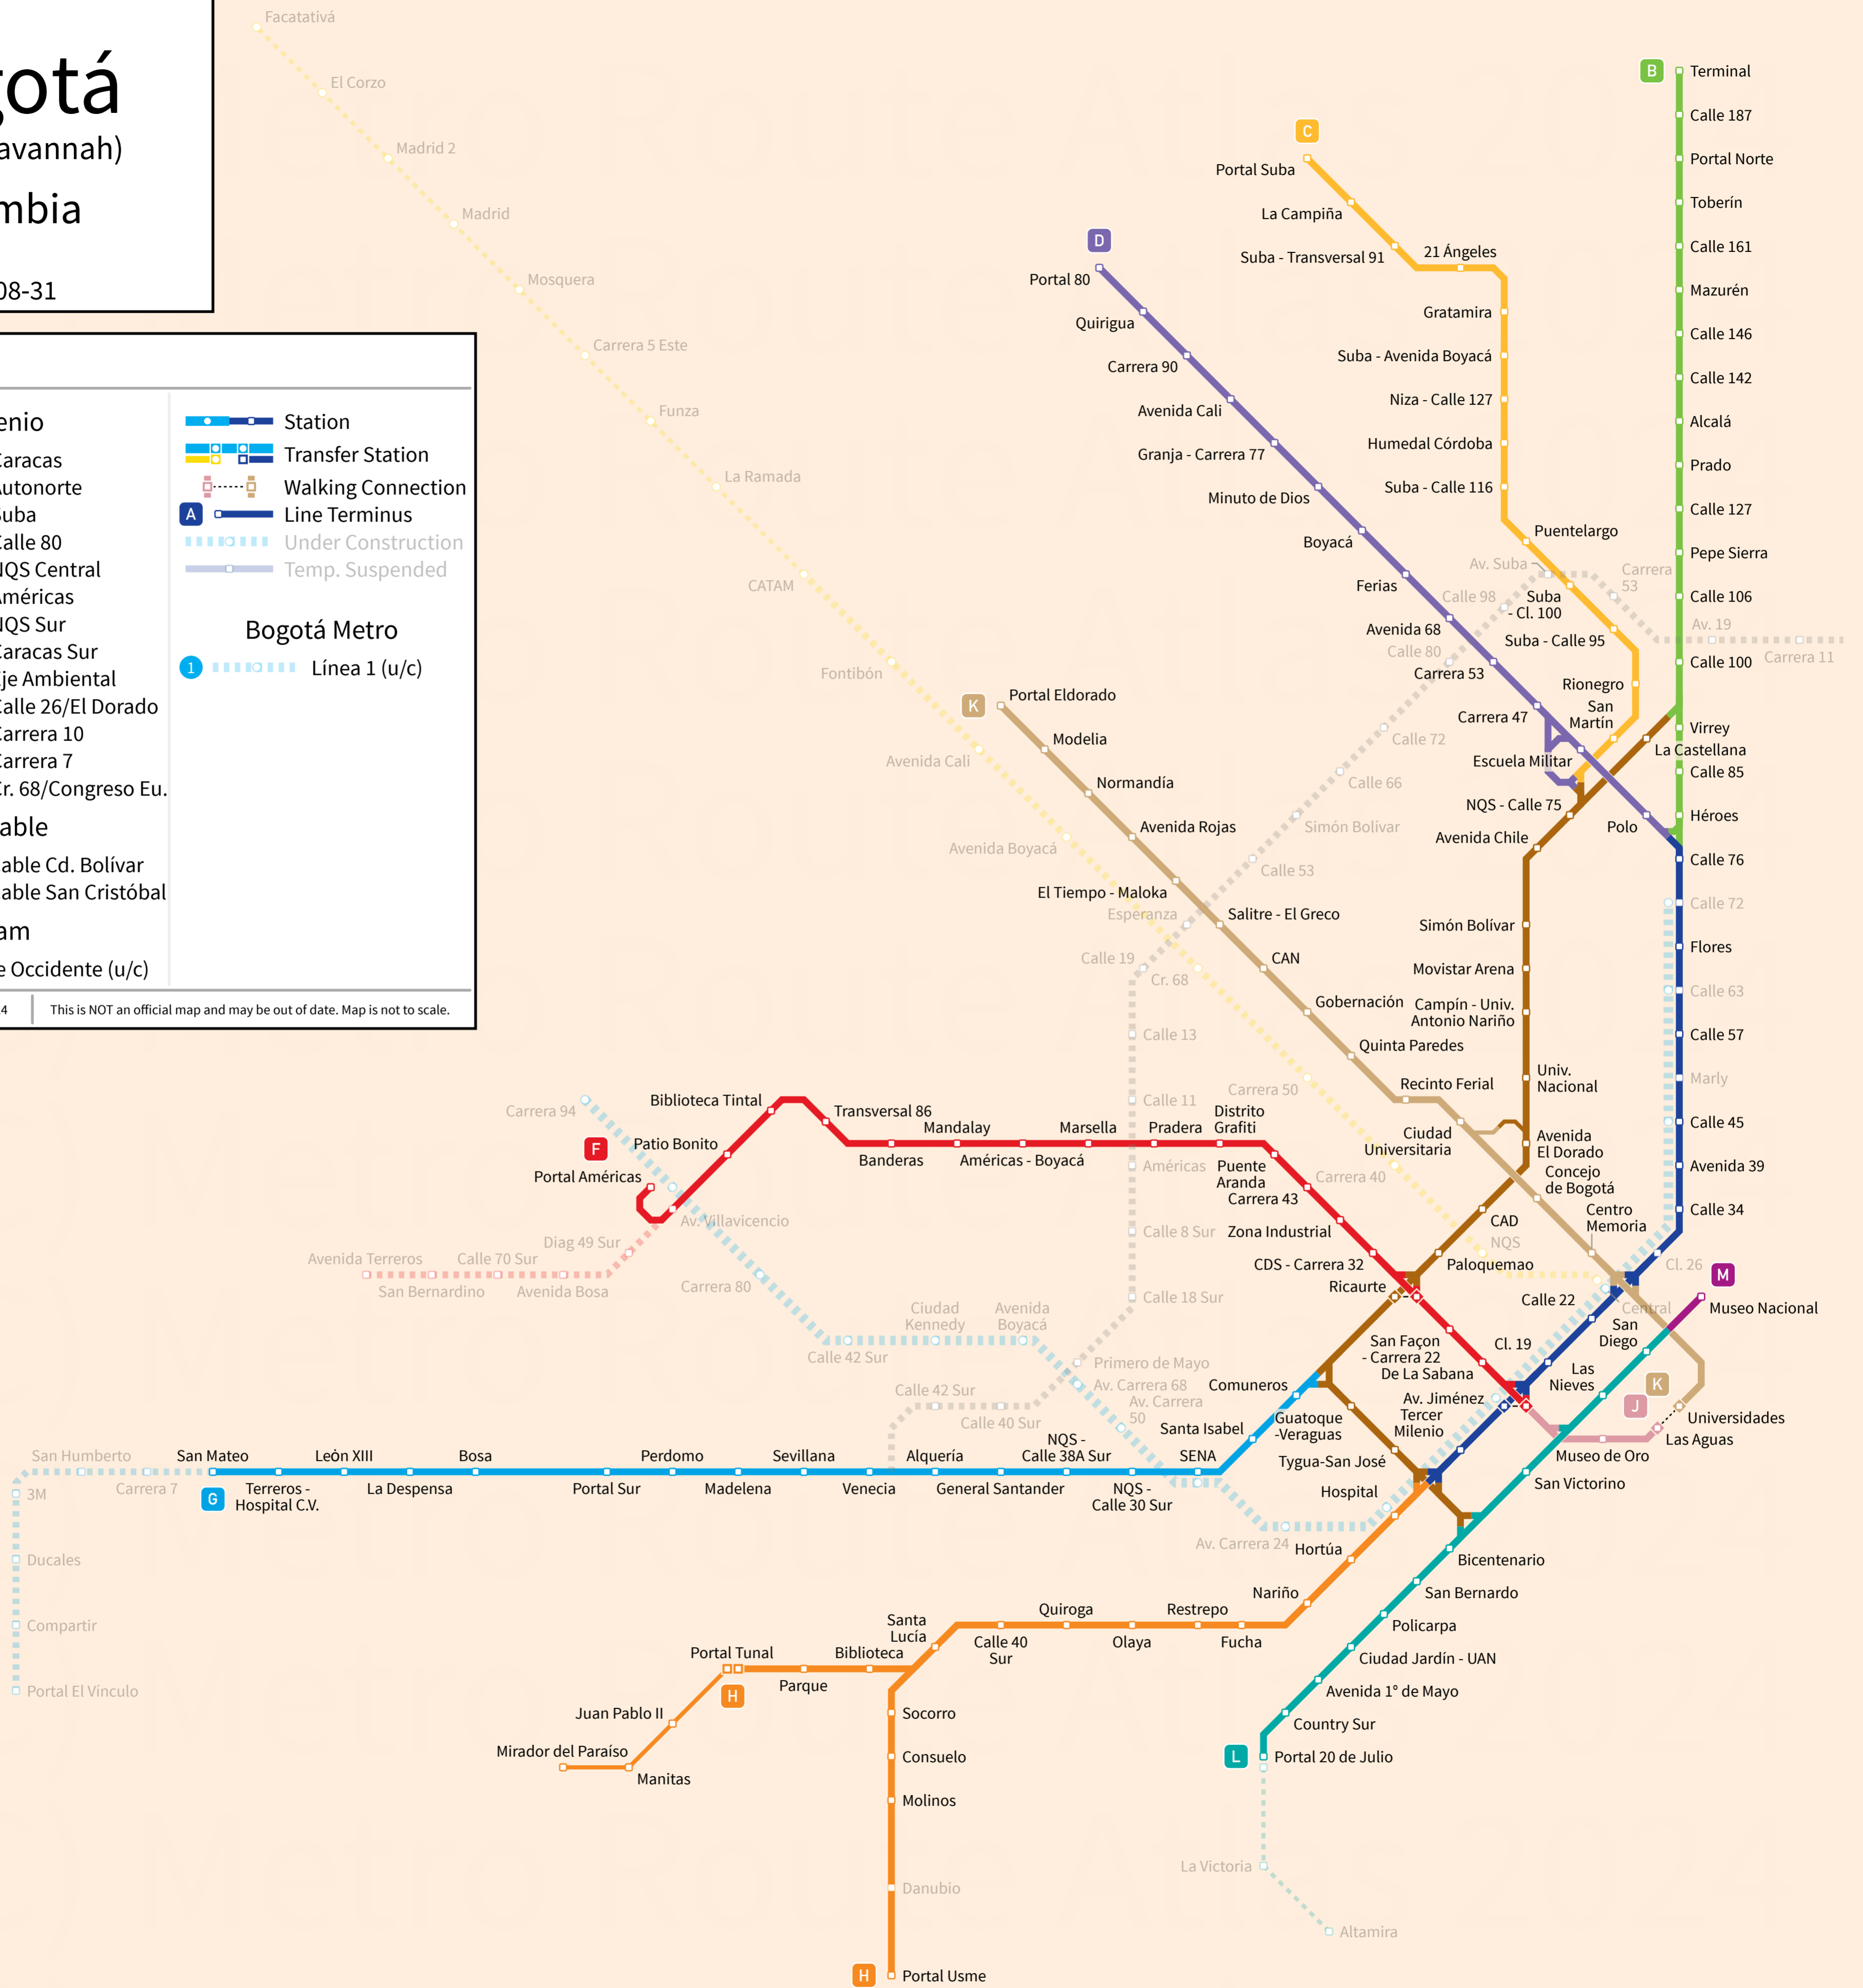 gotá
avannah)
mbia
08-31
enio
Caracas
Autonorte
Suba
Calle 80
NQS Central
Américas
NQS Sur
Caracas Sur
Eje Ambiental
Calle 26/El Dorado
Carrera 10
Carrera 7
Cr. 68/Congreso Eu.
able
Cable Cd. Bolívar
Cable San Cristóbal
am
e Occidente (u/c)
Station
Transfer Station
Walking Connection
A
Line Terminus
Under Construction
Temp. Suspended
Bogotá Metro
1
Línea 1 (u/c)
4
This is NOT an official map and may be out of date. Map is not to scale.
Facatativá
El Corzo
Madrid 2
Madrid
Mosquera
Carrera 5 Este
Funza
La Ramada
CATAM
Fontibón
Avenida Cali
Avenida Boyacá
Cr. 68
Carrera 50
Carrera 40
NQS
Central
B
Terminal
Calle 187
Portal Norte
Toberín
Calle 161
Mazurén
Calle 146
Calle 142
Alcalá
Prado
Calle 127
Pepe Sierra
Calle 106
Calle 100
Virrey
Calle 85
Héroes
Calle 76
Calle 72
Flores
Calle 63
Calle 57
Marly
Calle 45
Avenida 39
Calle 34
Cl. 26
Calle 22
Cl. 19
Av. Jiménez
Tercer
Milenio
C
Portal Suba
La Campiña
Suba - Transversal 91
21 Ángeles
Gratamira
Suba - Avenida Boyacá
Niza - Calle 127
Humedal Córdoba
Suba - Calle 116
Puentelargo
Suba
- Cl. 100
Suba - Calle 95
Rionegro
San
Martín
D
Portal 80
Quirigua
Carrera 90
Avenida Cali
Granja - Carrera 77
Minuto de Dios
Boyacá
Ferias
Avenida 68
Carrera 53
Carrera 47
Escuela Militar
Polo
Carrera 11
Av. 19
Carrera
53
Av. Suba
Calle 98
Calle 80
Calle 72
Calle 66
Simón Bolívar
Calle 53
Esperanza
Calle 19
Calle 13
Calle 11
Américas
Calle 8 Sur
Calle 18 Sur
Primero de Mayo
Calle 40 Sur
Calle 42 Sur
La Castellana
NQS - Calle 75
Avenida Chile
Simón Bolívar
Movistar Arena
Campín - Univ.
Antonio Nariño
Univ.
Nacional
Avenida
El Dorado
CAD
Paloquemao
Ricaurte
Guatoque
-Veraguas
Tygua-San José
K
Portal Eldorado
Modelia
Normandía
Avenida Rojas
El Tiempo - Maloka
Salitre - El Greco
CAN
Gobernación
Quinta Paredes
Recinto Ferial
Ciudad
Universitaria
Concejo
de Bogotá
Centro
Memoria
K
Universidades
J
Las Aguas
Museo de Oro
M
Museo Nacional
San
Diego
Las
Nieves
San Victorino
Bicentenario
San Bernardo
Policarpa
Ciudad Jardín - UAN
Avenida 1° de Mayo
Country Sur
L
Portal 20 de Julio
La Victoria
Altamira
F
Portal Américas
Patio Bonito
Biblioteca Tintal
Transversal 86
Banderas
Mandalay
Américas - Boyacá
Marsella
Pradera
Distrito
Grafiti
Puente
Aranda
Carrera 43
Zona Industrial
CDS - Carrera 32
San Façon
- Carrera 22
De La Sabana
Carrera 94
Av. Villavicencio
Carrera 80
Calle 42 Sur
Ciudad
Kennedy
Avenida
Boyacá
Av. Carrera 68
Av. Carrera
50
Av. Carrera 24
Diag 49 Sur
Avenida Bosa
Calle 70 Sur
San Bernardino
Avenida Terreros
San Humberto
Carrera 7
3M
Ducales
Compartir
Portal El Vínculo
G
San Mateo
Terreros -
Hospital C.V.
León XIII
La Despensa
Bosa
Portal Sur
Perdomo
Madelena
Sevillana
Venecia
Alquería
General Santander
NQS -
Calle 38A Sur
NQS -
Calle 30 Sur
SENA
Santa Isabel
Comuneros
Hospital
Hortúa
Nariño
Fucha
Restrepo
Olaya
Quiroga
Calle 40
Sur
Santa
Lucía
Biblioteca
Parque
Portal Tunal
H
Juan Pablo II
Manitas
Mirador del Paraíso
Socorro
Consuelo
Molinos
Danubio
H
Portal Usme